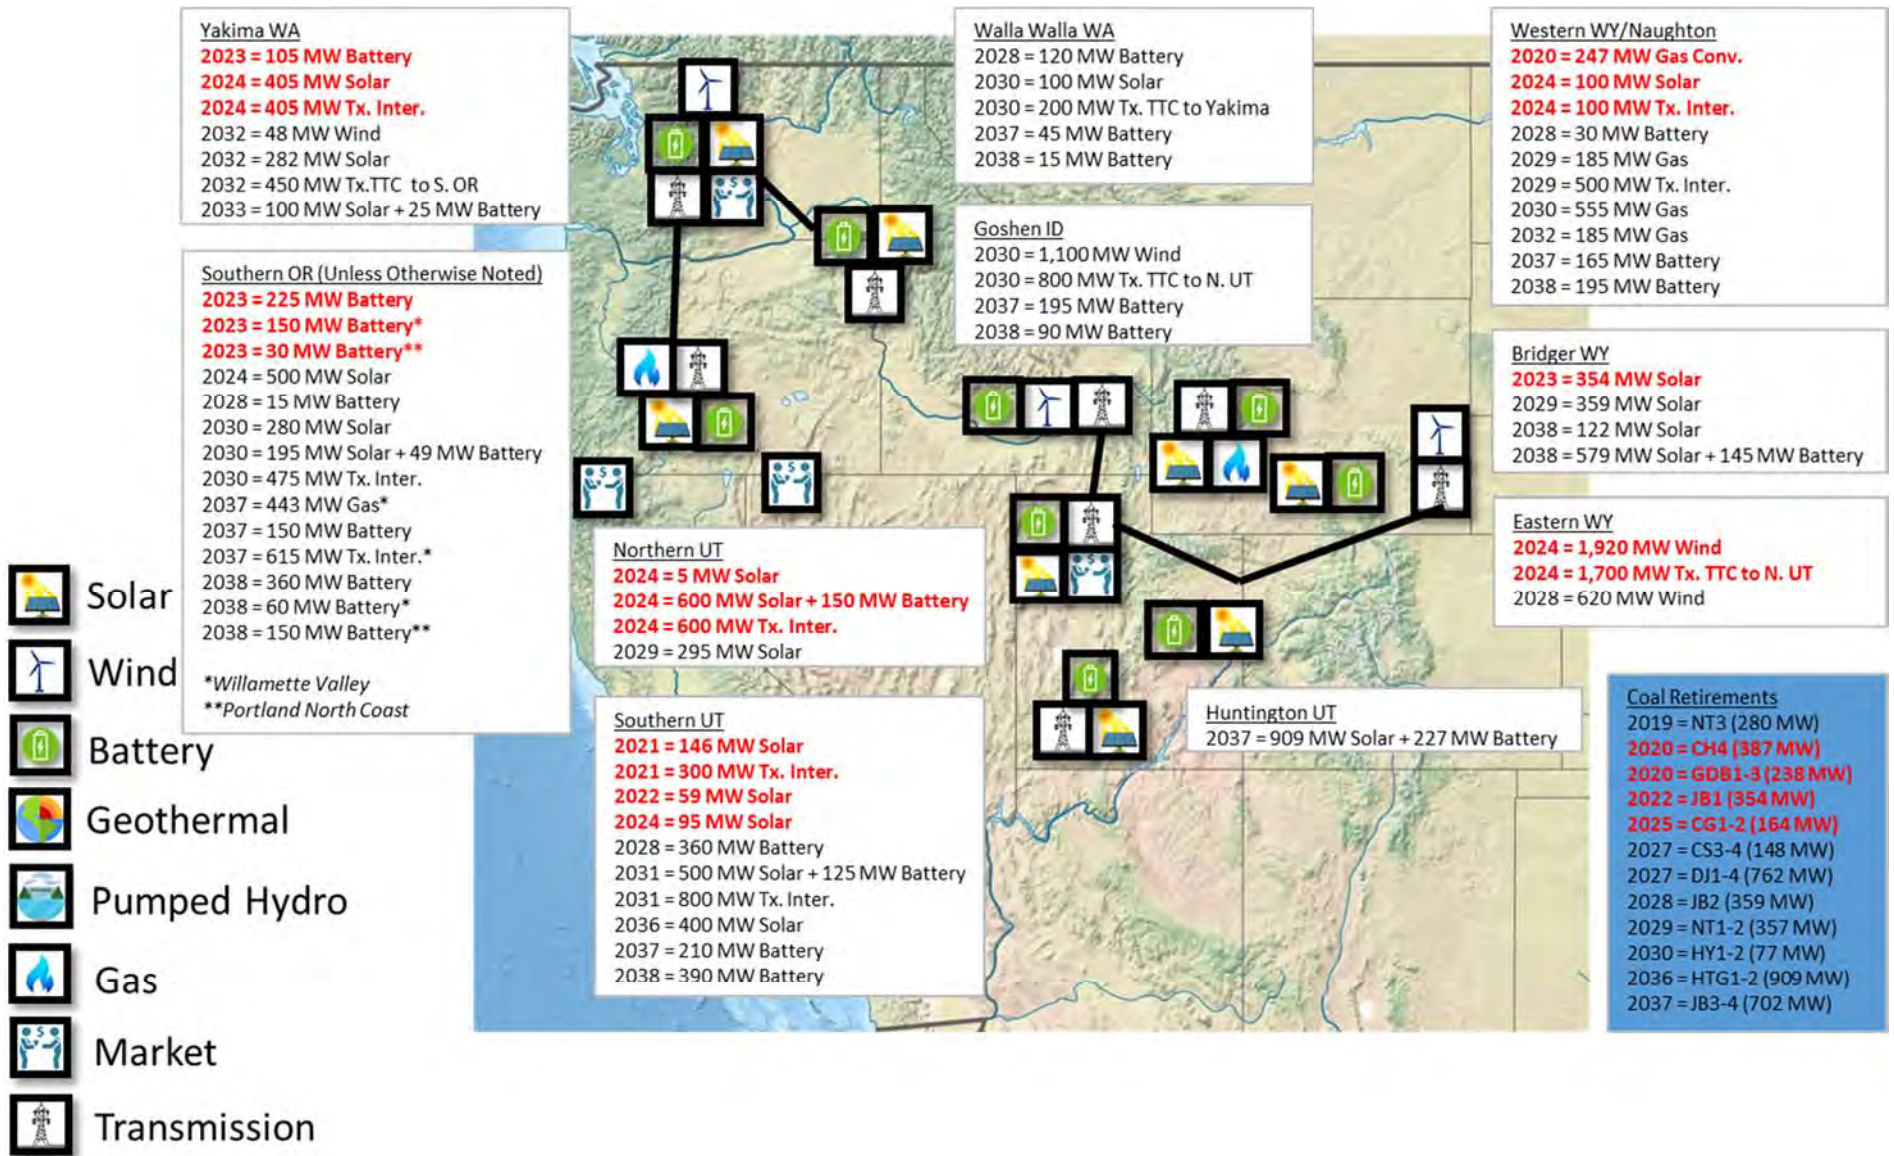 Yakima WA
2023 = 105 MW Battery
2024 = 405 MW Solar
2024 = 405 MW Tx. Inter.
2032 = 48 MW Wind
2032 = 282 MW Solar
2032 = 450 MW Tx.TTC to S. OR
2033 = 100 MW Solar + 25 MW Battery
Walla Walla WA
2028 = 120 MW Battery
2030 = 100 MW Solar
2030 = 200 MW Tx. TTC to Yakima
2037 = 45 MW Battery
2038 = 15 MW Battery
Western WY/Naughton
2020 = 247 MW Gas Conv.
2024 = 100 MW Solar
2024 = 100 MW Tx. Inter.
2028 = 30 MW Battery
2029 = 185 MW Gas
2029 = 500 MW Tx. Inter.
2030 = 555 MW Gas
2032 = 185 MW Gas
2037 = 165 MW Battery
2038 = 195 MW Battery
Southern OR (Unless Otherwise Noted)
2023 = 225 MW Battery
2023 = 150 MW Battery*
2023 = 30 MW Battery**
2024 = 500 MW Solar
2028 = 15 MW Battery
2030 = 280 MW Solar
2030 = 195 MW Solar + 49 MW Battery
2030 = 475 MW Tx. Inter.
2037 = 443 MW Gas*
2037 = 150 MW Battery
2037 = 615 MW Tx. Inter.*
2038 = 360 MW Battery
2038 = 60 MW Battery*
2038 = 150 MW Battery**
*Willamette Valley
**Portland North Coast
Goshen ID
2030 = 1,100 MW Wind
2030 = 800 MW Tx. TTC to N. UT
2037 = 195 MW Battery
2038 = 90 MW Battery
Bridger WY
2023 = 354 MW Solar
2029 = 359 MW Solar
2038 = 122 MW Solar
2038 = 579 MW Solar + 145 MW Battery
Eastern WY
2024 = 1,920 MW Wind
2024 = 1,700 MW Tx. TTC to N. UT
2028 = 620 MW Wind
Northern UT
2024 = 5 MW Solar
2024 = 600 MW Solar + 150 MW Battery
2024 = 600 MW Tx. Inter.
2029 = 295 MW Solar
Southern UT
2021 = 146 MW Solar
2021 = 300 MW Tx. Inter.
2022 = 59 MW Solar
2024 = 95 MW Solar
2028 = 360 MW Battery
2031 = 500 MW Solar + 125 MW Battery
2031 = 800 MW Tx. Inter.
2036 = 400 MW Solar
2037 = 210 MW Battery
2038 = 390 MW Battery
Huntington UT
2037 = 909 MW Solar + 227 MW Battery
Coal Retirements
2019 = NT3 (280 MW)
2020 = CH4 (387 MW)
2020 = GDB1-3 (238 MW)
2022 = JB1 (354 MW)
2025 = CG1-2 (164 MW)
2027 = CS3-4 (148 MW)
2027 = DJ1-4 (762 MW)
2028 = JB2 (359 MW)
2029 = NT1-2 (357 MW)
2030 = HY1-2 (77 MW)
2036 = HTG1-2 (909 MW)
2037 = JB3-4 (702 MW)
Solar
Wind
Battery
Geothermal
Pumped Hydro
Gas
Market
Transmission